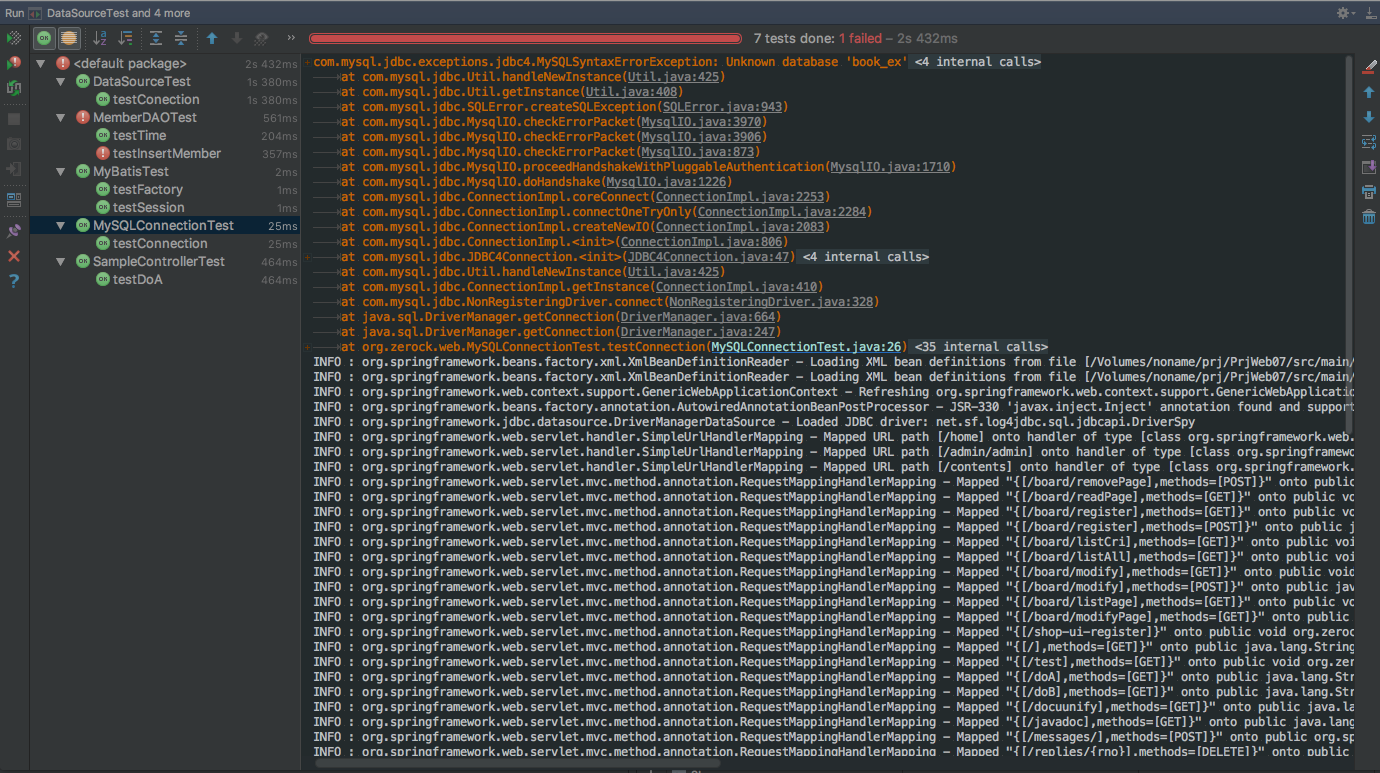 Run DataSourceTest and 4 more
7 tests done: 1 failed – 2s 432ms
<default package> 2s 432ms
DataSourceTest 1s 380ms
testConection 1s 380ms
MemberDAOTest 561ms
testTime 204ms
testInsertMember 357ms
MyBatisTest 2ms
testFactory 1ms
testSession 1ms
MySQLConnectionTest 25ms
testConnection 25ms
SampleControllerTest 464ms
testDoA 464ms
com.mysql.jdbc.exceptions.jdbc4.MySQLSyntaxErrorException: Unknown database 'book_ex' <4 internal calls>
at com.mysql.jdbc.Util.handleNewInstance(Util.java:425)
at com.mysql.jdbc.Util.getInstance(Util.java:408)
at com.mysql.jdbc.SQLError.createSQLException(SQLError.java:943)
at com.mysql.jdbc.MysqlIO.checkErrorPacket(MysqlIO.java:3970)
at com.mysql.jdbc.MysqlIO.checkErrorPacket(MysqlIO.java:3906)
at com.mysql.jdbc.MysqlIO.checkErrorPacket(MysqlIO.java:873)
at com.mysql.jdbc.MysqlIO.proceedHandshakeWithPluggableAuthentication(MysqlIO.java:1710)
at com.mysql.jdbc.MysqlIO.doHandshake(MysqlIO.java:1226)
at com.mysql.jdbc.ConnectionImpl.coreConnect(ConnectionImpl.java:2253)
at com.mysql.jdbc.ConnectionImpl.connectOneTryOnly(ConnectionImpl.java:2284)
at com.mysql.jdbc.ConnectionImpl.createNewIO(ConnectionImpl.java:2083)
at com.mysql.jdbc.ConnectionImpl.<init>(ConnectionImpl.java:806)
at com.mysql.jdbc.JDBC4Connection.<init>(JDBC4Connection.java:47) <4 internal calls>
at com.mysql.jdbc.Util.handleNewInstance(Util.java:425)
at com.mysql.jdbc.ConnectionImpl.getInstance(ConnectionImpl.java:410)
at com.mysql.jdbc.NonRegisteringDriver.connect(NonRegisteringDriver.java:328)
at java.sql.DriverManager.getConnection(DriverManager.java:664)
at java.sql.DriverManager.getConnection(DriverManager.java:247)
at org.zerock.web.MySQLConnectionTest.testConnection(MySQLConnectionTest.java:26) <35 internal calls>
INFO : org.springframework.beans.factory.xml.XmlBeanDefinitionReader – Loading XML bean definitions from file [/Volumes/noname/prj/PrjWeb07/src/main/
INFO : org.springframework.beans.factory.xml.XmlBeanDefinitionReader – Loading XML bean definitions from file [/Volumes/noname/prj/PrjWeb07/src/main/
INFO : org.springframework.web.context.support.GenericWebApplicationContext – Refreshing org.springframework.web.context.support.GenericWebApplication
INFO : org.springframework.beans.factory.annotation.AutowiredAnnotationBeanPostProcessor – JSR-330 'javax.inject.Inject' annotation found and support
INFO : org.springframework.jdbc.datasource.DriverManagerDataSource – Loaded JDBC driver: net.sf.log4jdbc.sql.jdbcapi.DriverSpy
INFO : org.springframework.web.servlet.handler.SimpleUrlHandlerMapping – Mapped URL path [/home] onto handler of type [class org.springframework.web.
INFO : org.springframework.web.servlet.handler.SimpleUrlHandlerMapping – Mapped URL path [/admin/admin] onto handler of type [class org.springframewor
INFO : org.springframework.web.servlet.handler.SimpleUrlHandlerMapping – Mapped URL path [/contents] onto handler of type [class org.springframework.
INFO : org.springframework.web.servlet.mvc.method.annotation.RequestMappingHandlerMapping – Mapped "{[/board/removePage],methods=[POST]}" onto public
INFO : org.springframework.web.servlet.mvc.method.annotation.RequestMappingHandlerMapping – Mapped "{[/board/readPage],methods=[GET]}" onto public vo
INFO : org.springframework.web.servlet.mvc.method.annotation.RequestMappingHandlerMapping – Mapped "{[/board/register],methods=[GET]}" onto public vo
INFO : org.springframework.web.servlet.mvc.method.annotation.RequestMappingHandlerMapping – Mapped "{[/board/register],methods=[POST]}" onto public j
INFO : org.springframework.web.servlet.mvc.method.annotation.RequestMappingHandlerMapping – Mapped "{[/board/listCri],methods=[GET]}" onto public voi
INFO : org.springframework.web.servlet.mvc.method.annotation.RequestMappingHandlerMapping – Mapped "{[/board/listAll],methods=[GET]}" onto public voi
INFO : org.springframework.web.servlet.mvc.method.annotation.RequestMappingHandlerMapping – Mapped "{[/board/modify],methods=[GET]}" onto public void
INFO : org.springframework.web.servlet.mvc.method.annotation.RequestMappingHandlerMapping – Mapped "{[/board/modify],methods=[POST]}" onto public jav
INFO : org.springframework.web.servlet.mvc.method.annotation.RequestMappingHandlerMapping – Mapped "{[/board/listPage],methods=[GET]}" onto public vo
INFO : org.springframework.web.servlet.mvc.method.annotation.RequestMappingHandlerMapping – Mapped "{[/board/modifyPage],methods=[GET]}" onto public
INFO : org.springframework.web.servlet.mvc.method.annotation.RequestMappingHandlerMapping – Mapped "{[/shop-ui-register]}" onto public void org.zeroc
INFO : org.springframework.web.servlet.mvc.method.annotation.RequestMappingHandlerMapping – Mapped "{[/],methods=[GET]}" onto public java.lang.String
INFO : org.springframework.web.servlet.mvc.method.annotation.RequestMappingHandlerMapping – Mapped "{[/test],methods=[GET]}" onto public void org.zer
INFO : org.springframework.web.servlet.mvc.method.annotation.RequestMappingHandlerMapping – Mapped "{[/doA],methods=[GET]}" onto public java.lang.Str
INFO : org.springframework.web.servlet.mvc.method.annotation.RequestMappingHandlerMapping – Mapped "{[/doB],methods=[GET]}" onto public java.lang.Str
INFO : org.springframework.web.servlet.mvc.method.annotation.RequestMappingHandlerMapping – Mapped "{[/docuunify],methods=[GET]}" onto public java.la
INFO : org.springframework.web.servlet.mvc.method.annotation.RequestMappingHandlerMapping – Mapped "{[/javadoc],methods=[GET]}" onto public java.lang
INFO : org.springframework.web.servlet.mvc.method.annotation.RequestMappingHandlerMapping – Mapped "{[/messages/],methods=[POST]}" onto public org.sp
INFO : org.springframework.web.servlet.mvc.method.annotation.RequestMappingHandlerMapping – Mapped "{[/replies/{rno}],methods=[DELETE]}" onto public